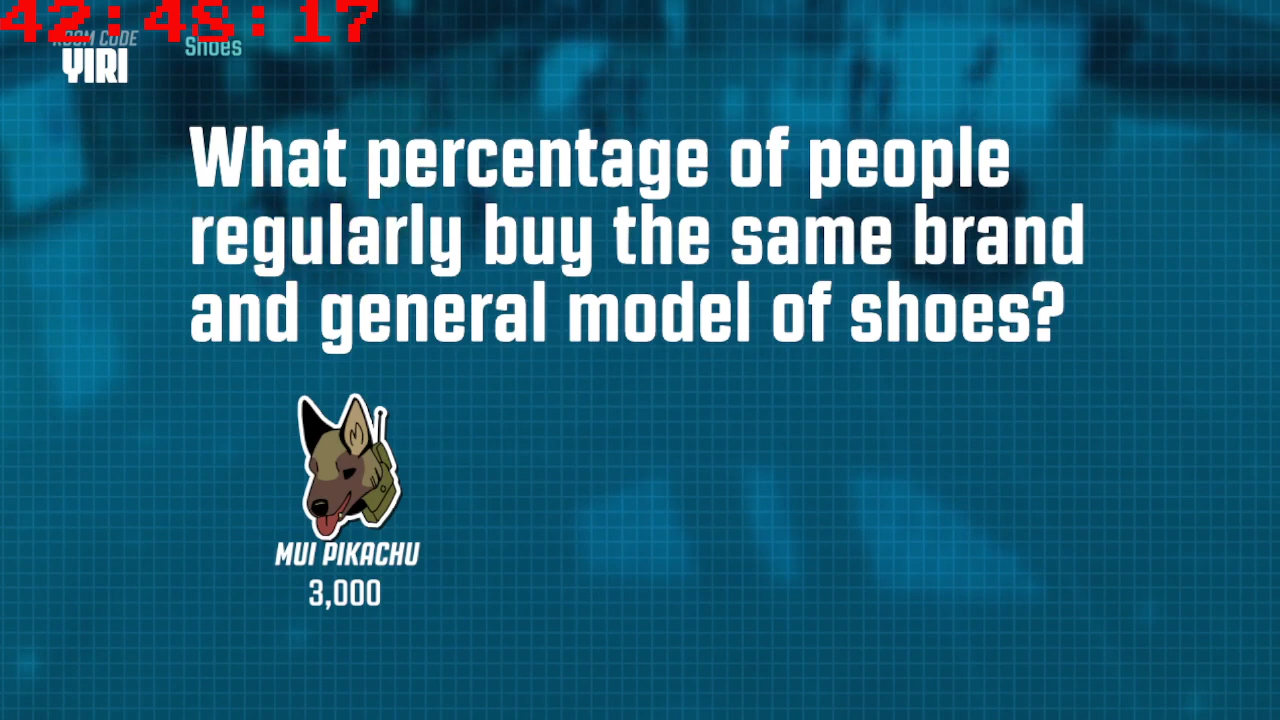 42:48:17
ROOM CODE
YIRI
Shoes
What percentage of people
regularly buy the same brand
and general model of shoes?
MUI PIKACHU
3,000